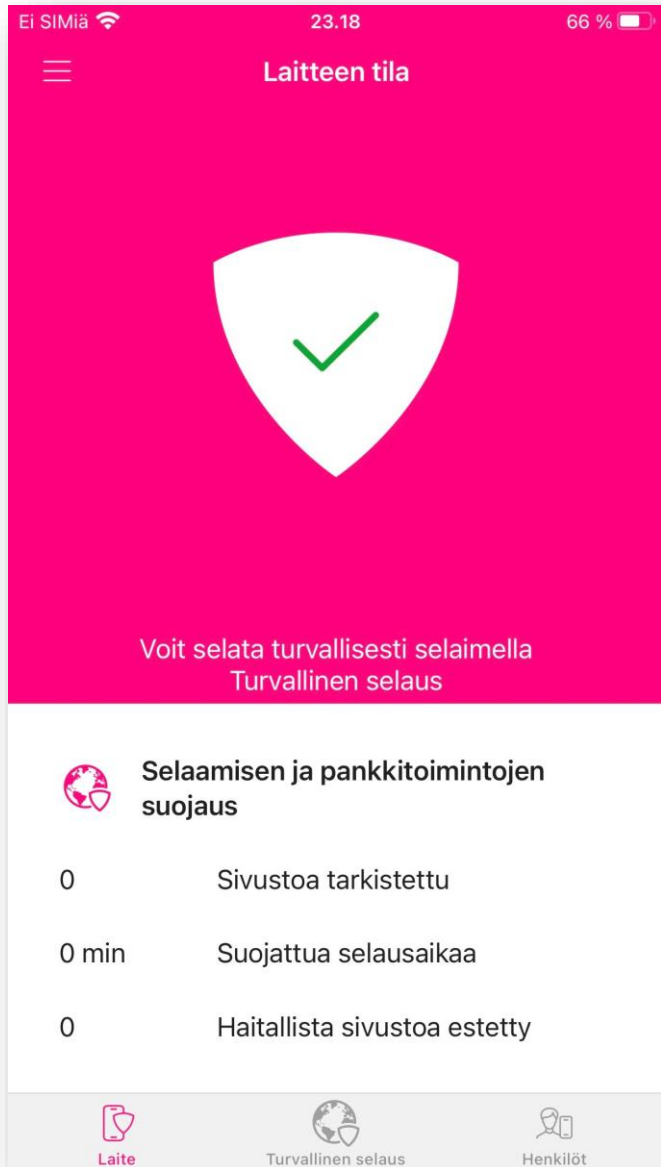 Ei SIMiä 23.18 66 %
Laitteen tila
Voit selata turvallisesti selaimella
Turvallinen selaus
Selaamisen ja pankkitoimintojen
suojaus
0 Sivustoa tarkistettu
0 min Suojattua selausaikaa
0 Haitallista sivustoa estetty
Laite Turvallinen selaus Henkilöt